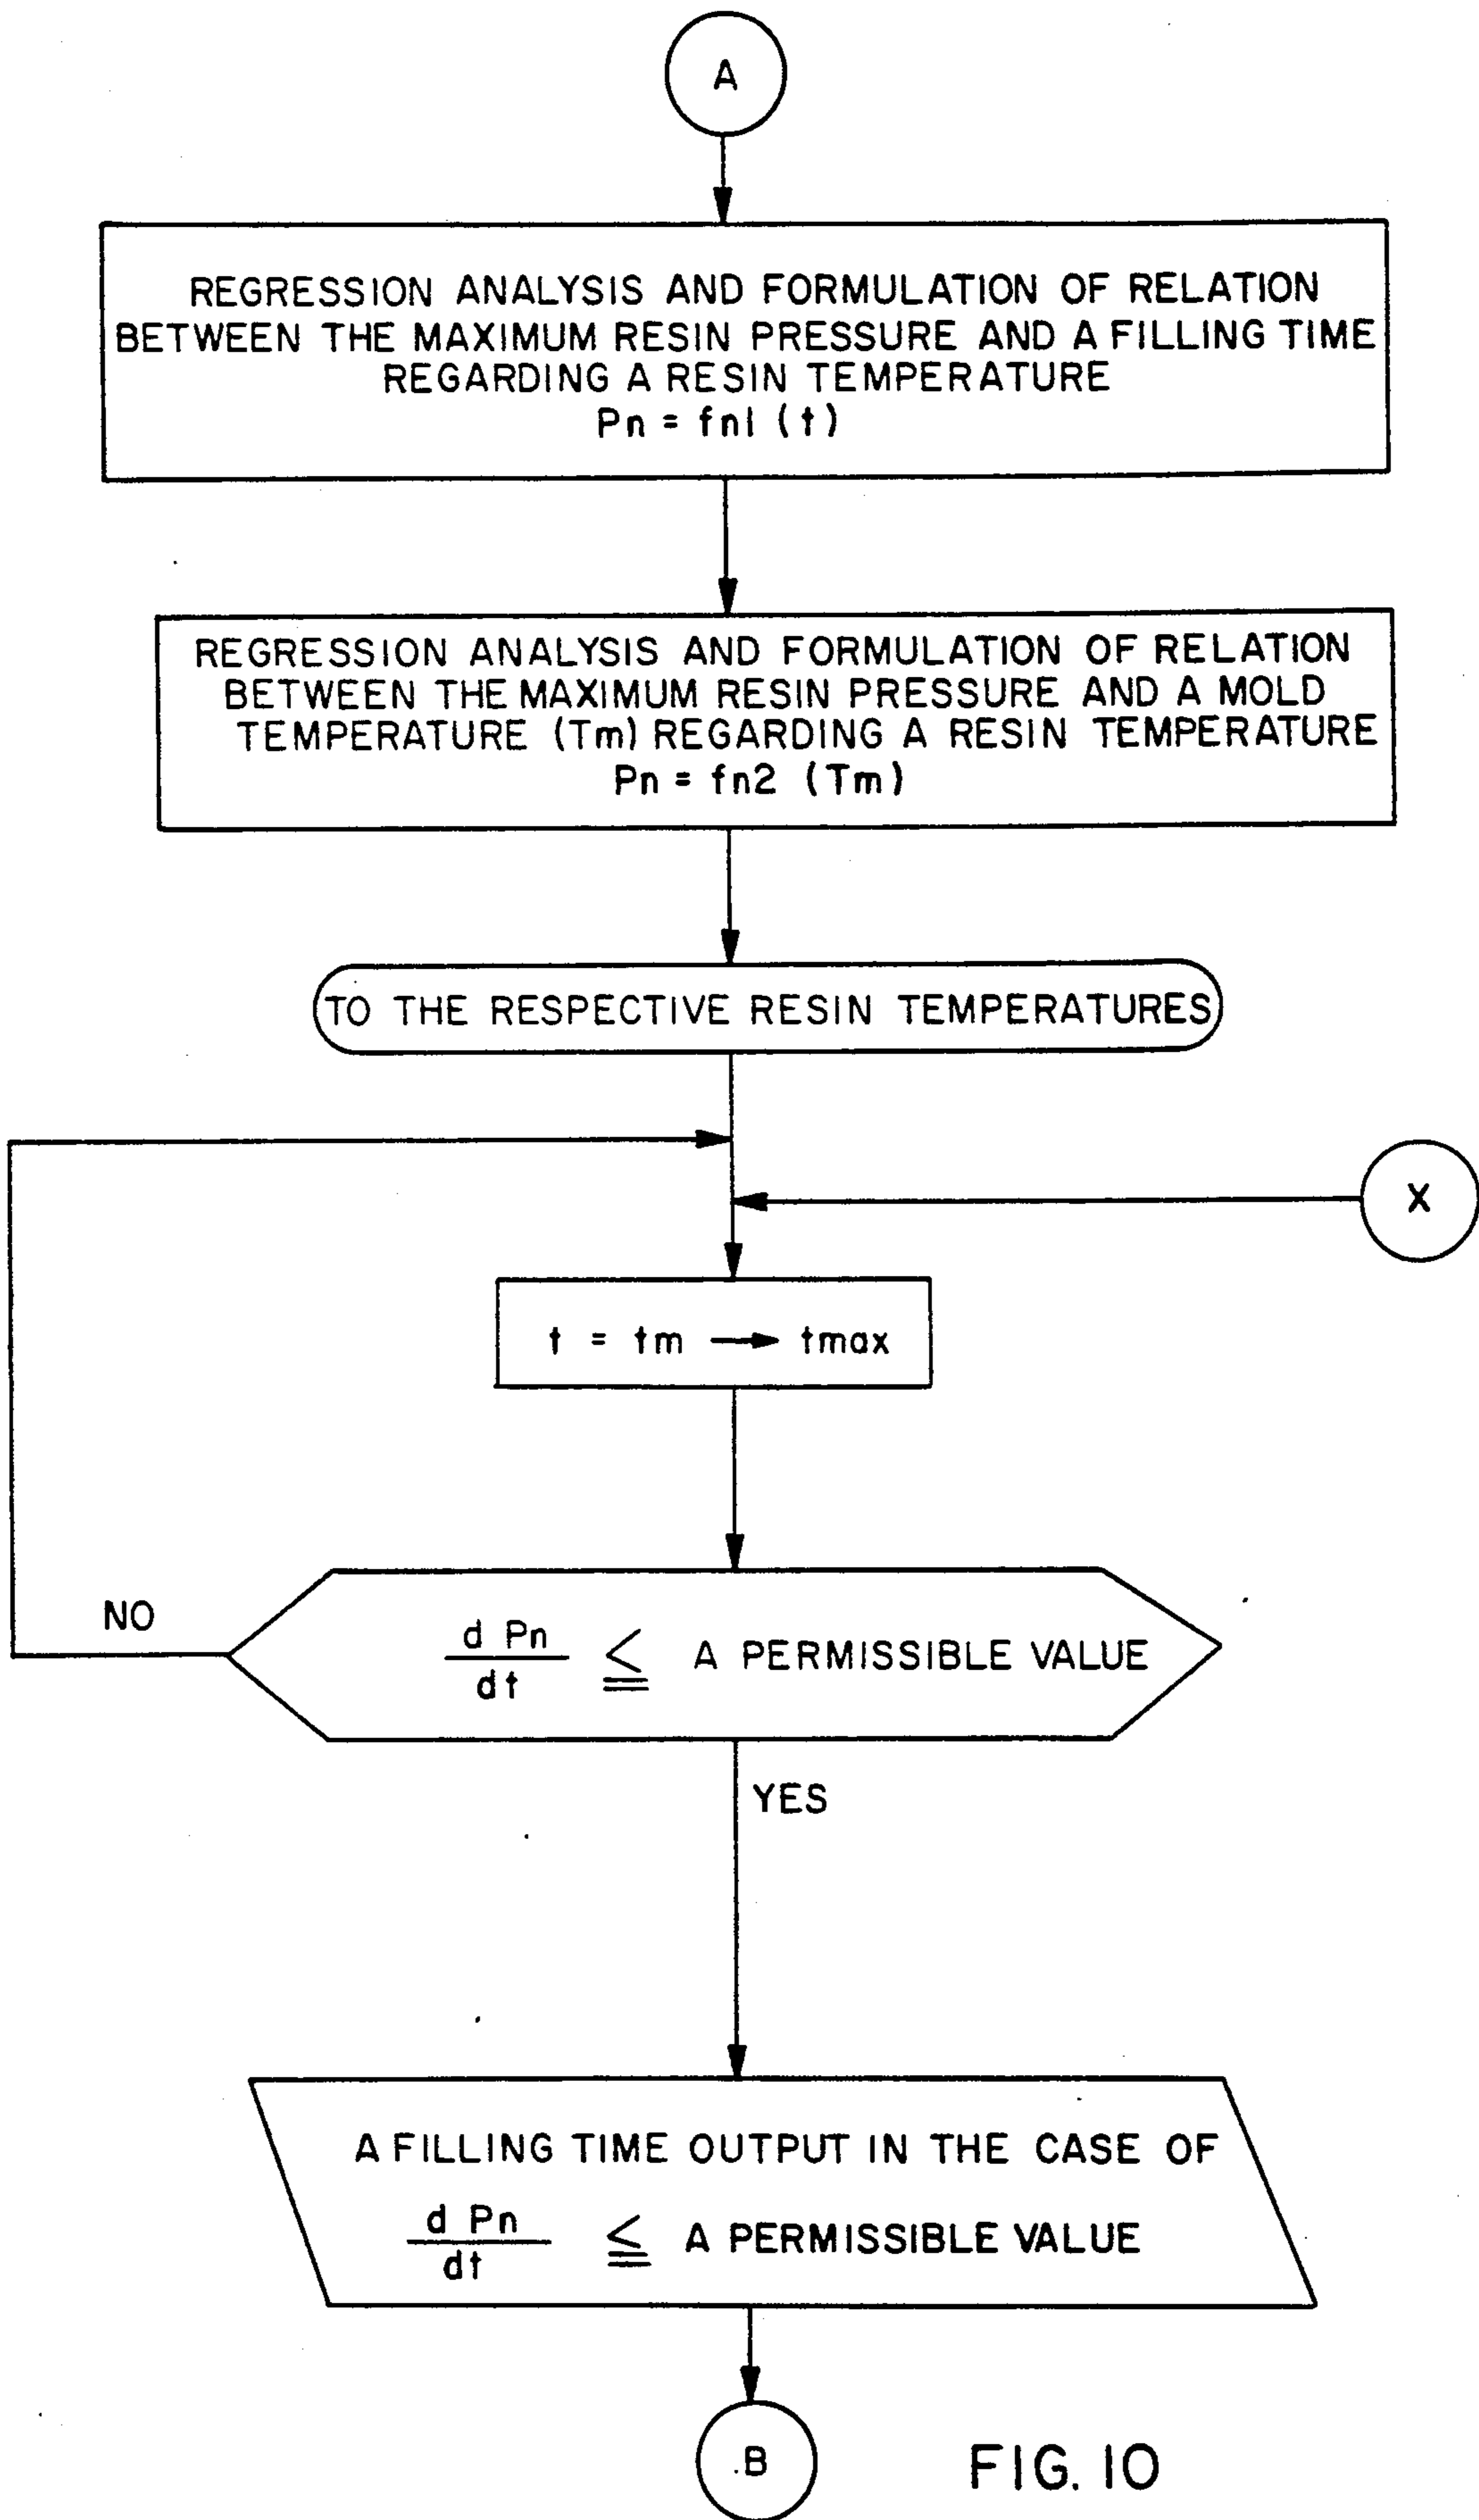 A
REGRESSION ANALYSIS AND FORMULATION OF RELATION
BETWEEN THE MAXIMUM RESIN PRESSURE AND A FILLING TIME
REGARDING A RESIN TEMPERATURE
Pn = fn1 (t)
REGRESSION ANALYSIS AND FORMULATION OF RELATION
BETWEEN THE MAXIMUM RESIN PRESSURE AND A MOLD
TEMPERATURE (Tm) REGARDING A RESIN TEMPERATURE
Pn = fn2 (Tm)
TO THE RESPECTIVE RESIN TEMPERATURES
X
t = tm → tmax
NO
d Pn / dt ≦ A PERMISSIBLE VALUE
YES
A FILLING TIME OUTPUT IN THE CASE OF
d Pn / dt ≦ A PERMISSIBLE VALUE
B
FIG. 10